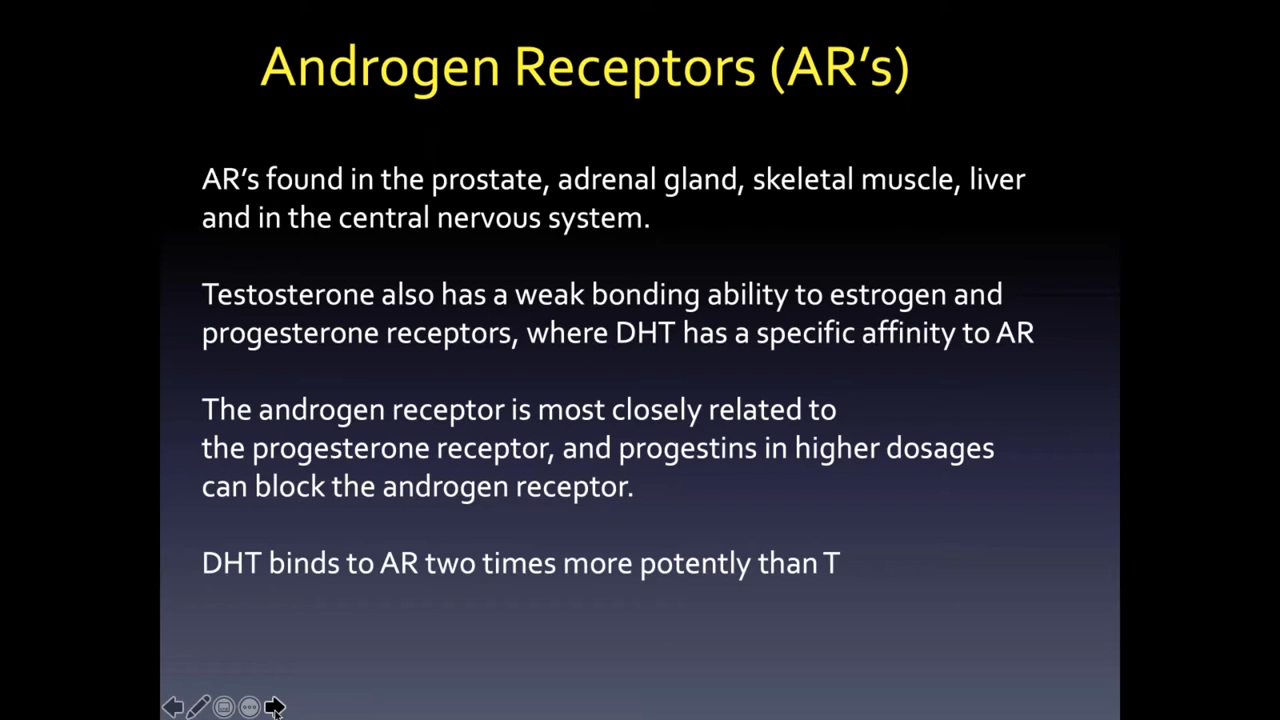 Androgen Receptors (AR’s)
AR’s found in the prostate, adrenal gland, skeletal muscle, liver
and in the central nervous system.
Testosterone also has a weak bonding ability to estrogen and
progesterone receptors, where DHT has a specific affinity to AR
The androgen receptor is most closely related to
the progesterone receptor, and progestins in higher dosages
can block the androgen receptor.
DHT binds to AR two times more potently than T